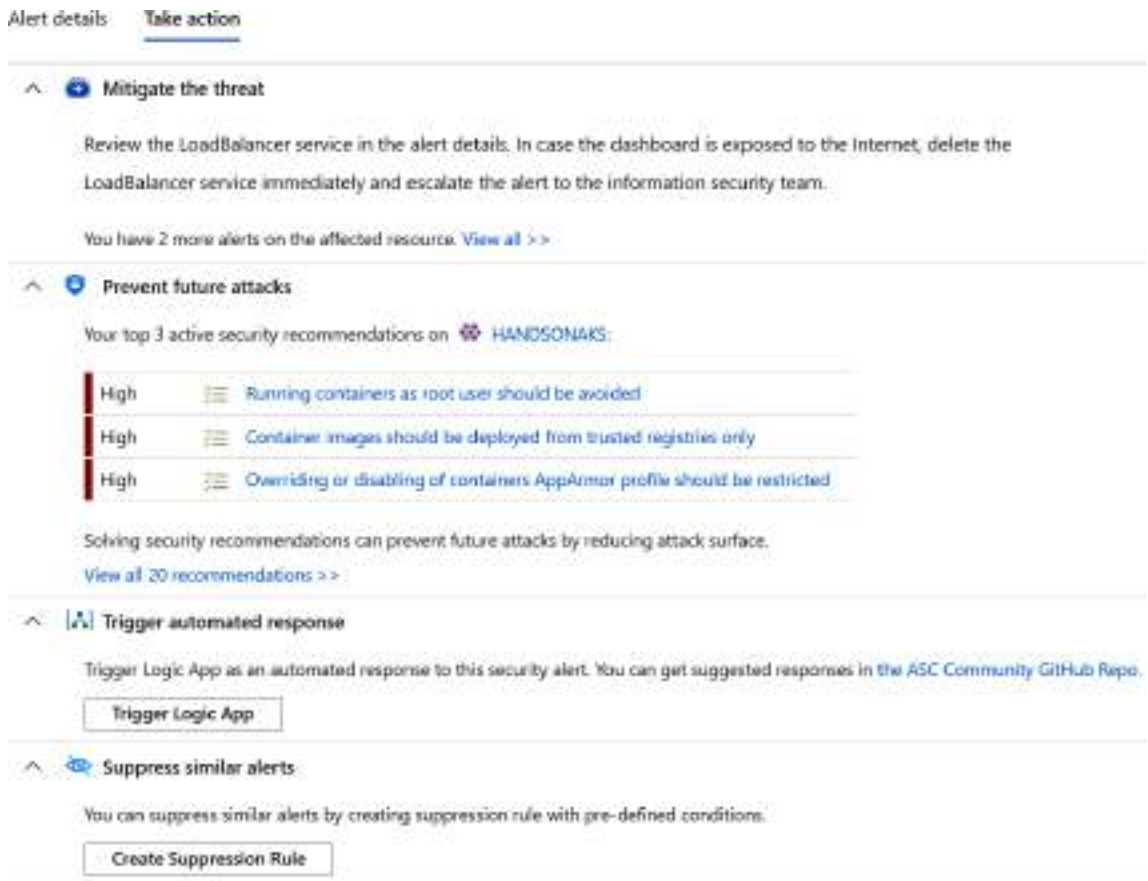 Alert details Take action
Mitigate the threat
Review the LoadBalancer service in the alert details. In case the dashboard is exposed to the Internet, delete the
LoadBalancer service immediately and escalate the alert to the information security team.
You have 2 more alerts on the affected resource. View all >>
Prevent future attacks
Your top 3 active security recommendations on HANDSONAKS:
High Running containers as root user should be avoided
High Container images should be deployed from trusted registries only
High Overriding or disabling of containers AppArmor profile should be restricted
Solving security recommendations can prevent future attacks by reducing attack surface.
View all 20 recommendations >>
Trigger automated response
Trigger Logic App as an automated response to this security alert. You can get suggested responses in the ASC Community GitHub Repo.
Trigger Logic App
Suppress similar alerts
You can suppress similar alerts by creating suppression rule with pre-defined conditions.
Create Suppression Rule